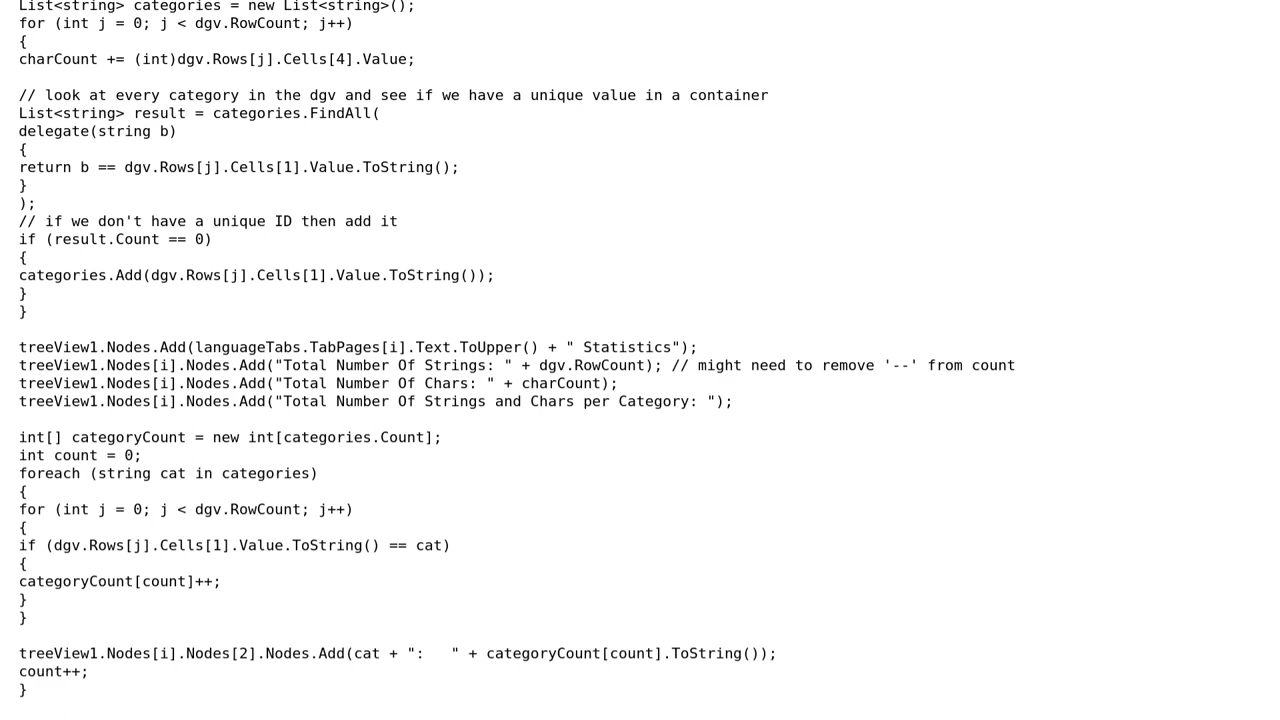 List<string> categories = new List<string>();
for (int j = 0; j < dgv.RowCount; j++)
{
charCount += (int)dgv.Rows[j].Cells[4].Value;

// look at every category in the dgv and see if we have a unique value in a container
List<string> result = categories.FindAll(
delegate(string b)
{
return b == dgv.Rows[j].Cells[1].Value.ToString();
}
);
// if we don't have a unique ID then add it
if (result.Count == 0)
{
categories.Add(dgv.Rows[j].Cells[1].Value.ToString());
}
}

treeView1.Nodes.Add(languageTabs.TabPages[i].Text.ToUpper() + " Statistics");
treeView1.Nodes[i].Nodes.Add("Total Number Of Strings: " + dgv.RowCount); // might need to remove '--' from count
treeView1.Nodes[i].Nodes.Add("Total Number Of Chars: " + charCount);
treeView1.Nodes[i].Nodes.Add("Total Number Of Strings and Chars per Category: ");

int[] categoryCount = new int[categories.Count];
int count = 0;
foreach (string cat in categories)
{
for (int j = 0; j < dgv.RowCount; j++)
{
if (dgv.Rows[j].Cells[1].Value.ToString() == cat)
{
categoryCount[count]++;
}
}

treeView1.Nodes[i].Nodes[2].Nodes.Add(cat + ":   " + categoryCount[count].ToString());
count++;
}